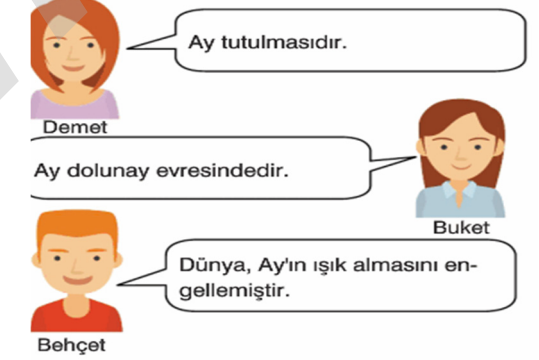 Ay tutulmasıdır.
Demet
Ay dolunay evresindedir.
Buket
Dünya, Ay'ın ışık almasını en-
gellemiştir.
Behçet